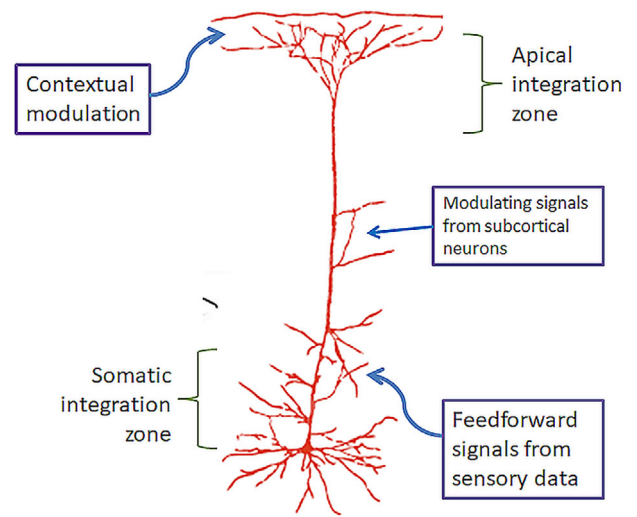 Contextual
modulation
Apical
integration
zone
Modulating signals
from subcortical
neurons
Somatic
integration
zone
Feedforward
signals from
sensory data